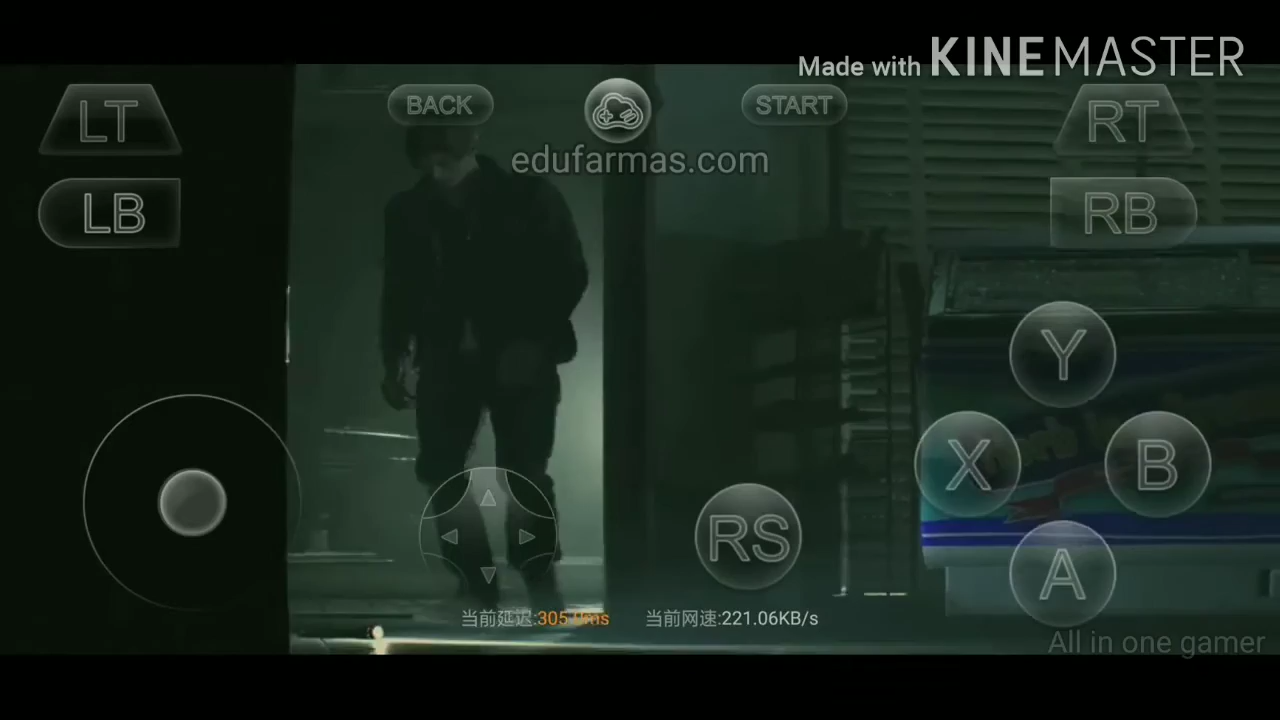 Made with KINEMASTER
LT
BACK
START
RT
edufarmas.com
LB
RB
Y
X
B
RS
A
当前延迟:305.0ms 当前网速:221.06KB/s
All in one gamer